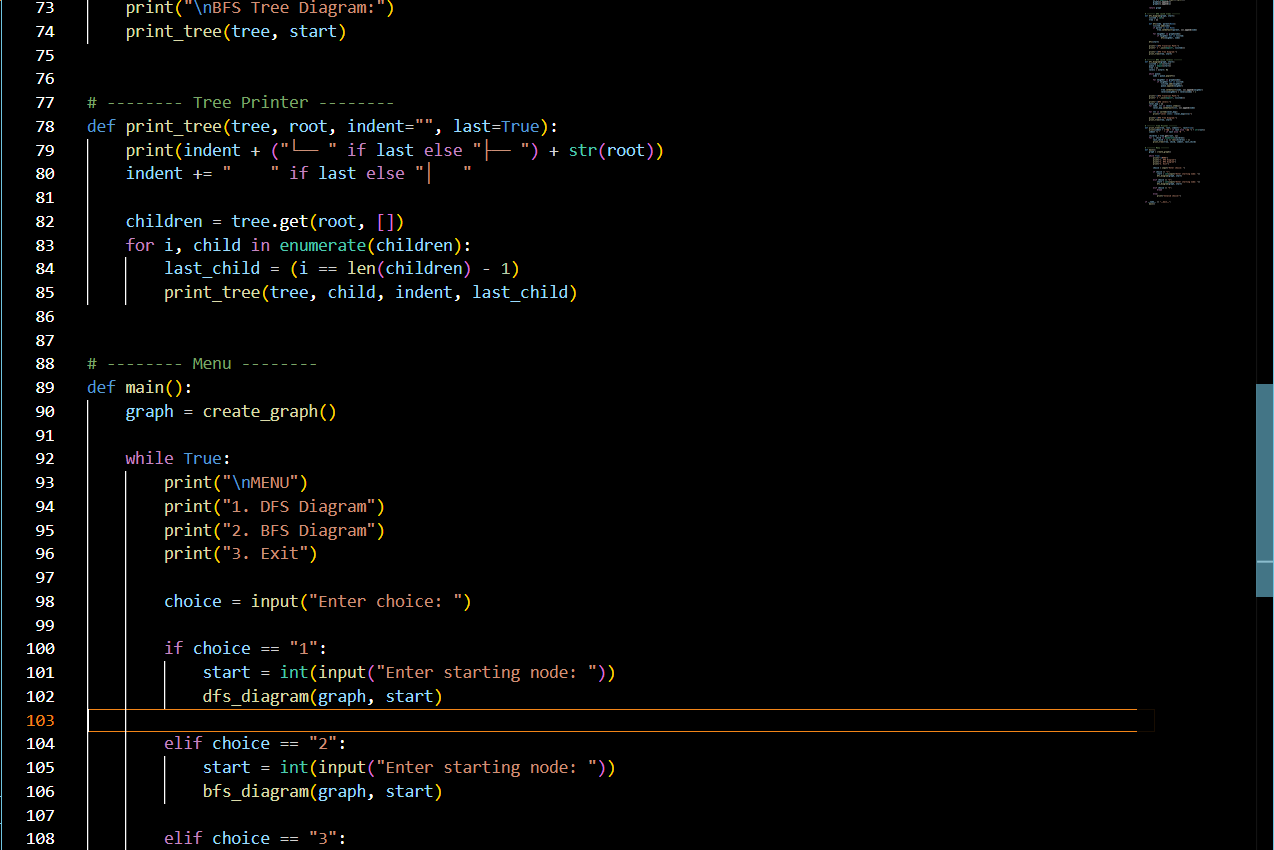 73 print("\nBFS Tree Diagram:")
74 print_tree(tree, start)
75
76
77 # -------- Tree Printer --------
78 def print_tree(tree, root, indent="", last=True):
79     print(indent + ("└── " if last else "├── ") + str(root))
80     indent += "    " if last else "│   "
81
82     children = tree.get(root, [])
83     for i, child in enumerate(children):
84         last_child = (i == len(children) - 1)
85         print_tree(tree, child, indent, last_child)
86
87
88 # -------- Menu --------
89 def main():
90     graph = create_graph()
91
92     while True:
93         print("\nMENU")
94         print("1. DFS Diagram")
95         print("2. BFS Diagram")
96         print("3. Exit")
97
98         choice = input("Enter choice: ")
99
100         if choice == "1":
101             start = int(input("Enter starting node: "))
102             dfs_diagram(graph, start)
103
104         elif choice == "2":
105             start = int(input("Enter starting node: "))
106             bfs_diagram(graph, start)
107
108         elif choice == "3":